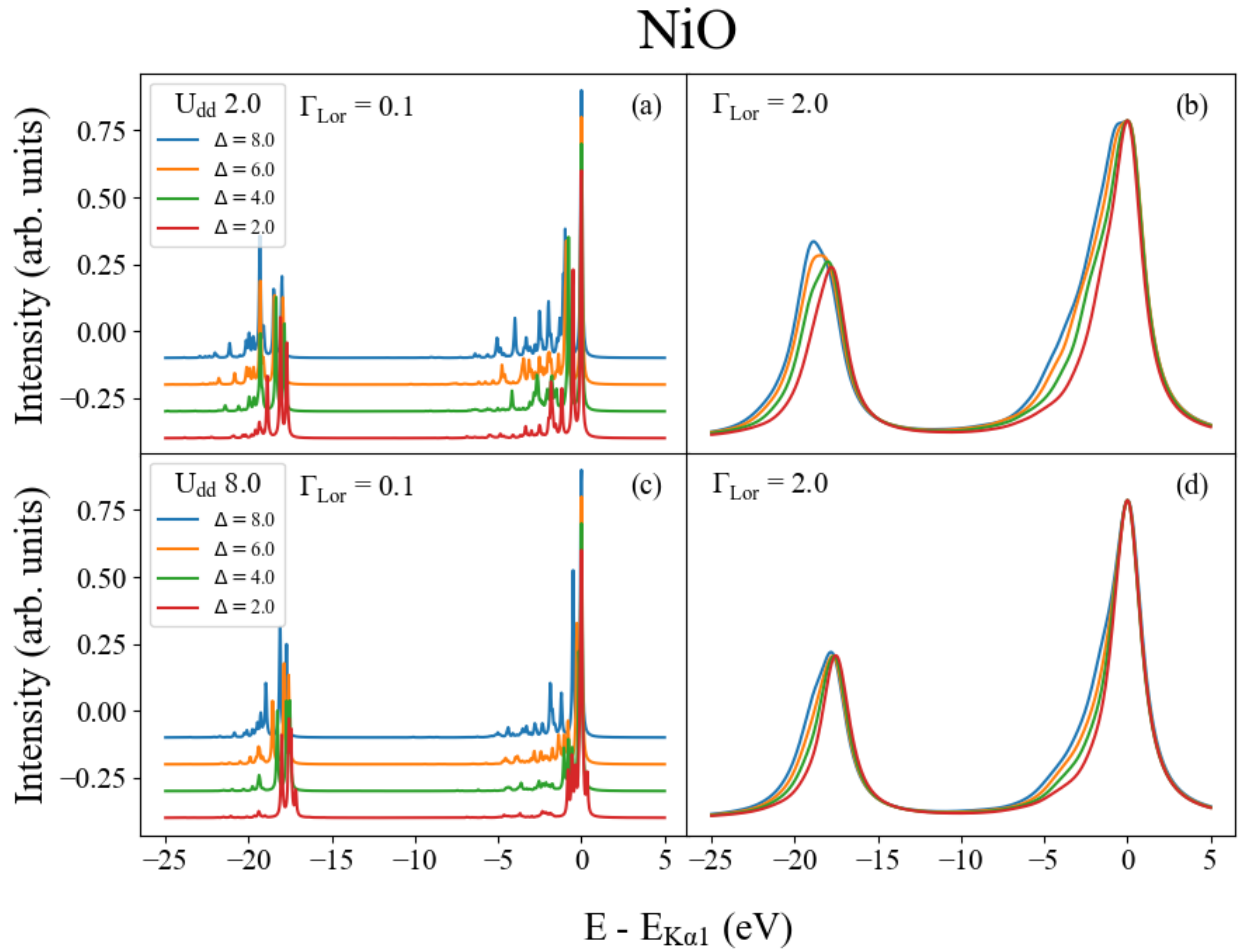 NiO
Intensity (arb. units)
0.75
0.50
0.25
0.00
−0.25
U_dd 2.0
Δ = 8.0
Δ = 6.0
Δ = 4.0
Δ = 2.0
Γ_Lor = 0.1
(a)
Γ_Lor = 2.0
(b)
Intensity (arb. units)
0.75
0.50
0.25
0.00
−0.25
U_dd 8.0
Δ = 8.0
Δ = 6.0
Δ = 4.0
Δ = 2.0
Γ_Lor = 0.1
(c)
Γ_Lor = 2.0
(d)
−25 −20 −15 −10 −5 0 5
−25 −20 −15 −10 −5 0 5
E - E_Kα1 (eV)